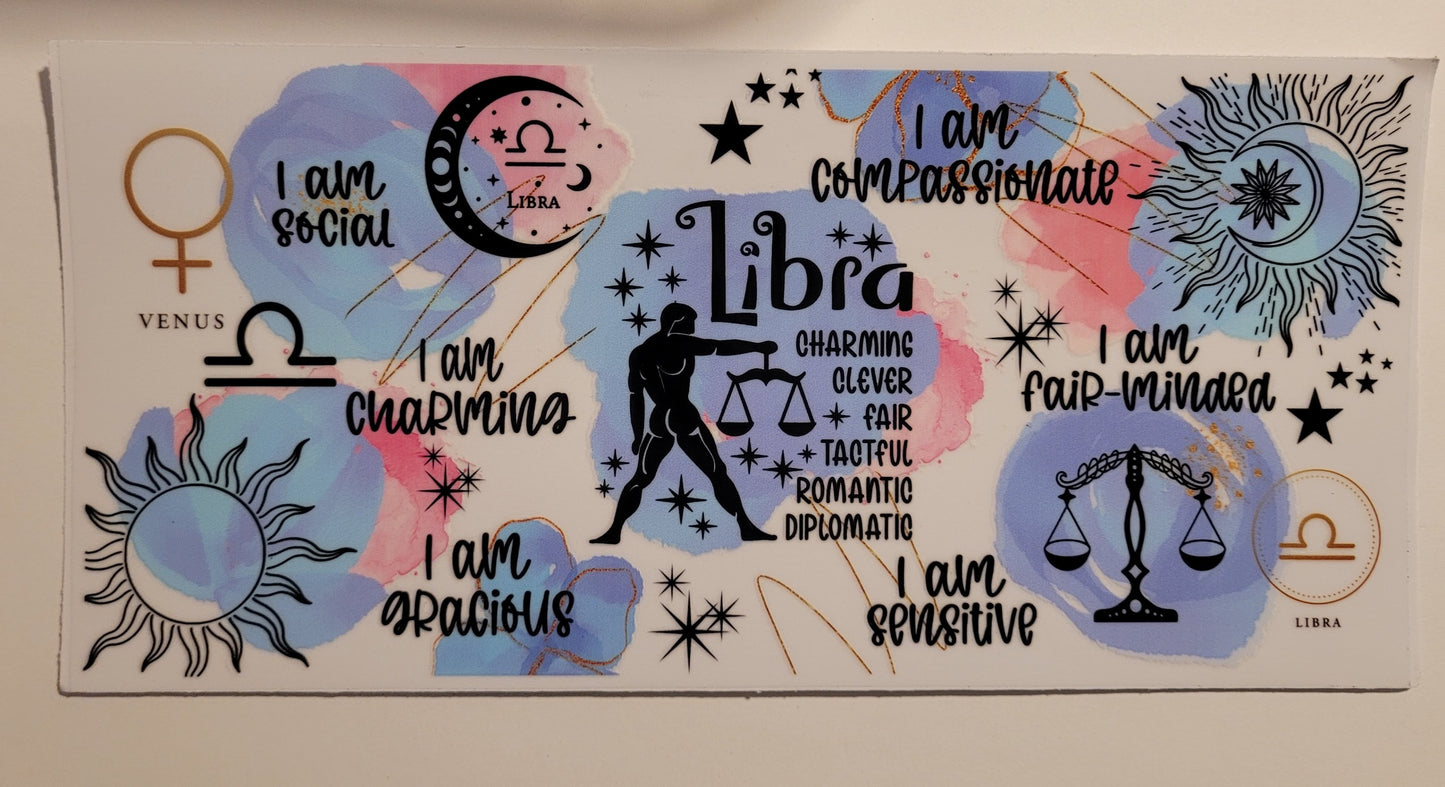 I am
social
VENUS
LIBRA
I am
charming
I am
gracious
Libra
CHARMING
CLEVER
FAIR
TACTFUL
ROMANTIC
DIPLOMATIC
I am
compassionate
I am
fair-minded
I am
sensitive
LIBRA